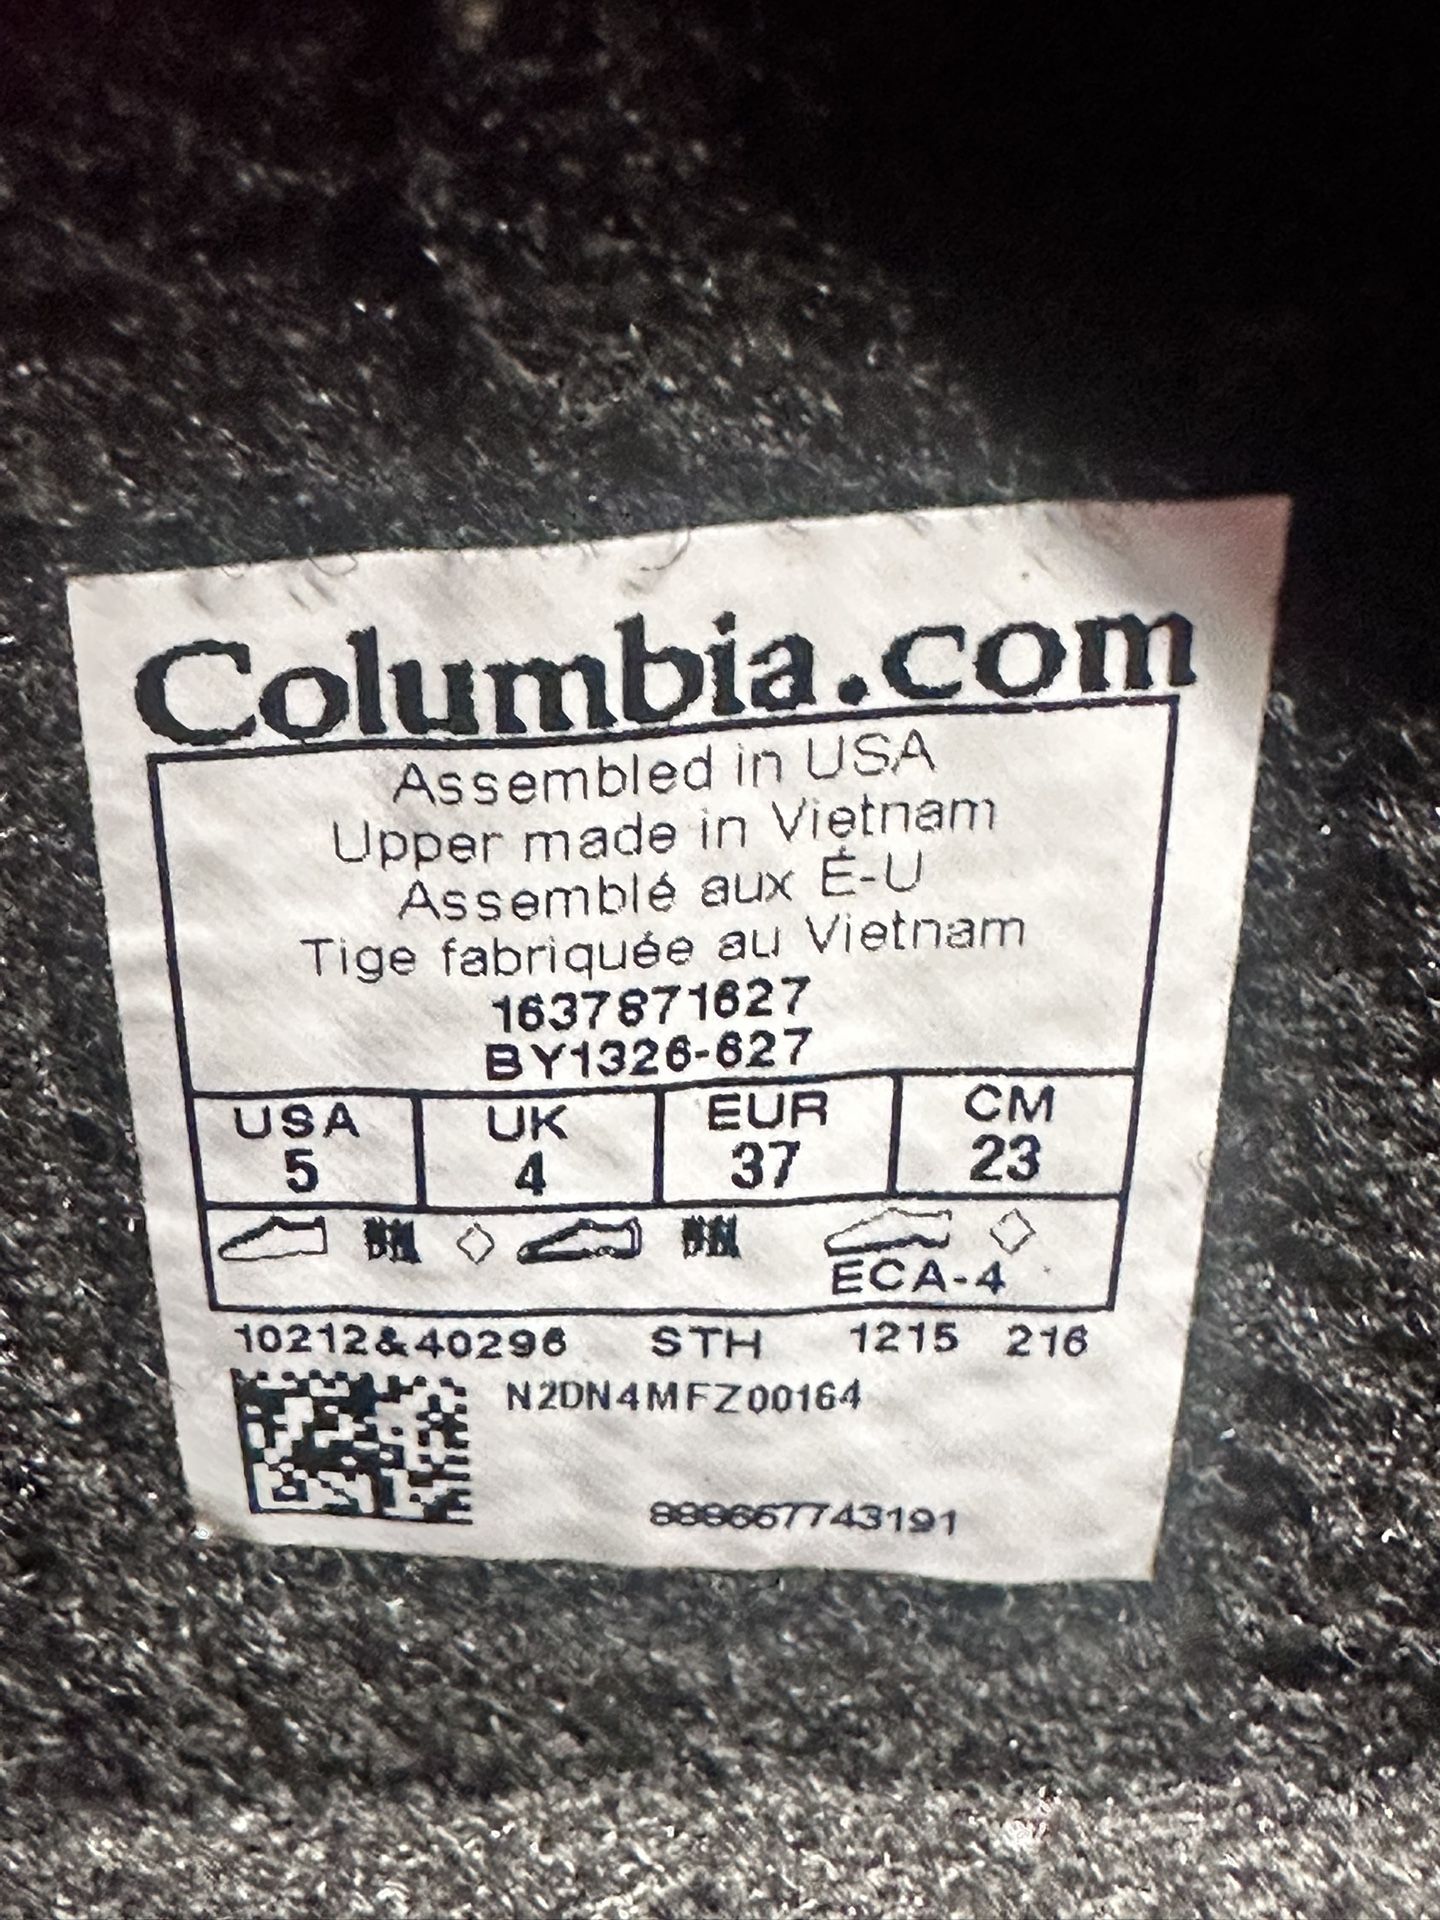 Columbia.com
Assembled in USA
Upper made in Vietnam
Assemblé aux É-U
Tige fabriquée au Vietnam
1637871627
BY1326-627
USA UK EUR CM
5 4 37 23
ECA-4
10212&40296 STH 1215 216
N2DN4MFZ00164
888667743191